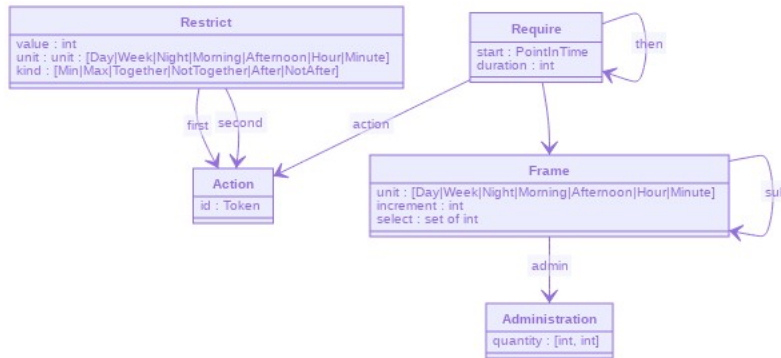 Restrict
value : int
unit : unit : [Day|Week|Night|Morning|Afternoon|Hour|Minute]
kind : [Min|Max|Together|NotTogether|After|NotAfter]
Require
start : PointInTime
duration : int
then
first
second
action
Action
id : Token
Frame
unit : [Day|Week|Night|Morning|Afternoon|Hour|Minute]
increment : int
select : set of int
admin
Administration
quantity : [int, int]